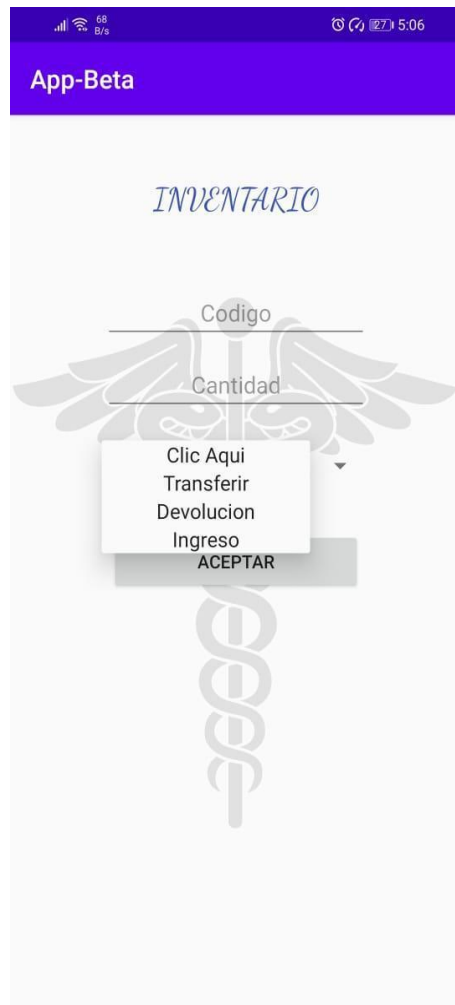 68
B/s
27
5:06
App-Beta
INVENTARIO
Codigo
Cantidad
Clic Aqui
Transferir
Devolucion
Ingreso
ACEPTAR